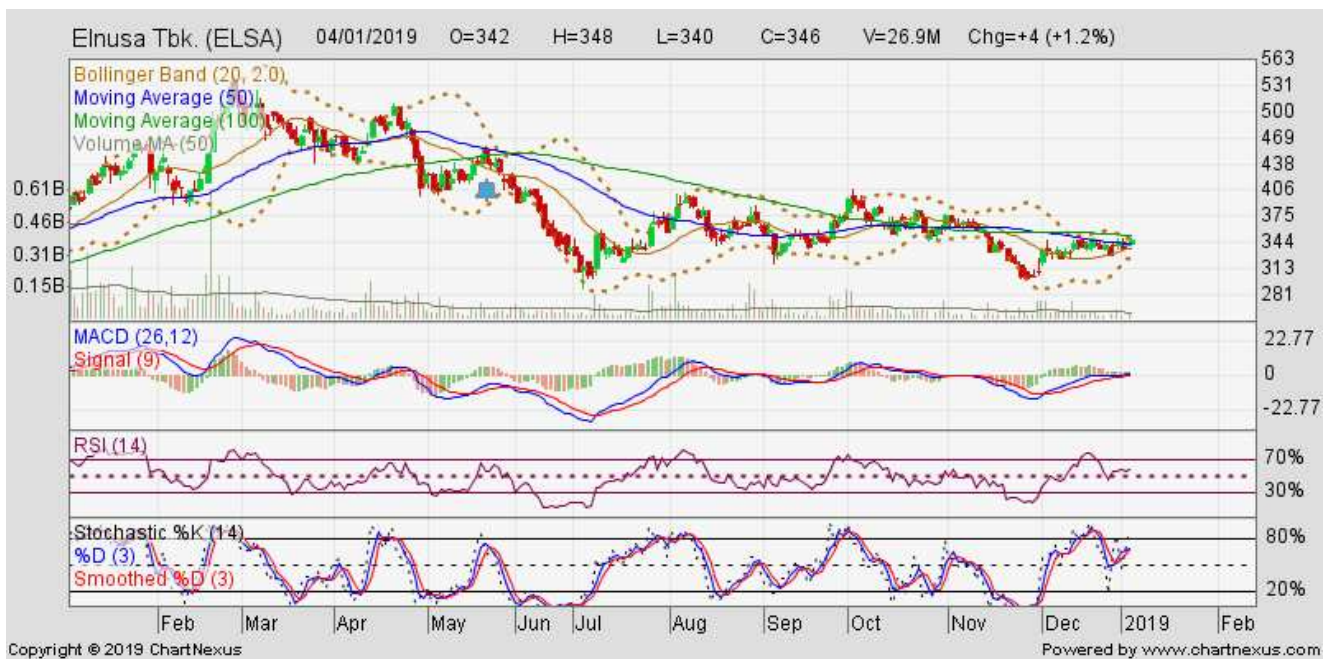 Elnusa Tbk. (ELSA) 04/01/2019 O=342 H=348 L=340 C=346 V=26.9M Chg=+4 (+1.2%)
Bollinger Band (20, 2.0)
Moving Average (50)
Moving Average (100)
Volume MA (50)
563
531
500
469
438
406
375
344
313
281
0.61B
0.46B
0.31B
0.15B
MACD (26,12)
Signal (9)
22.77
0
-22.77
RSI (14)
70%
30%
Stochastic %K (14)
%D (3)
Smoothed %D (3)
80%
20%
Feb Mar Apr May Jun Jul Aug Sep Oct Nov Dec 2019 Feb
Copyright © 2019 ChartNexus Powered by www.chartnexus.com